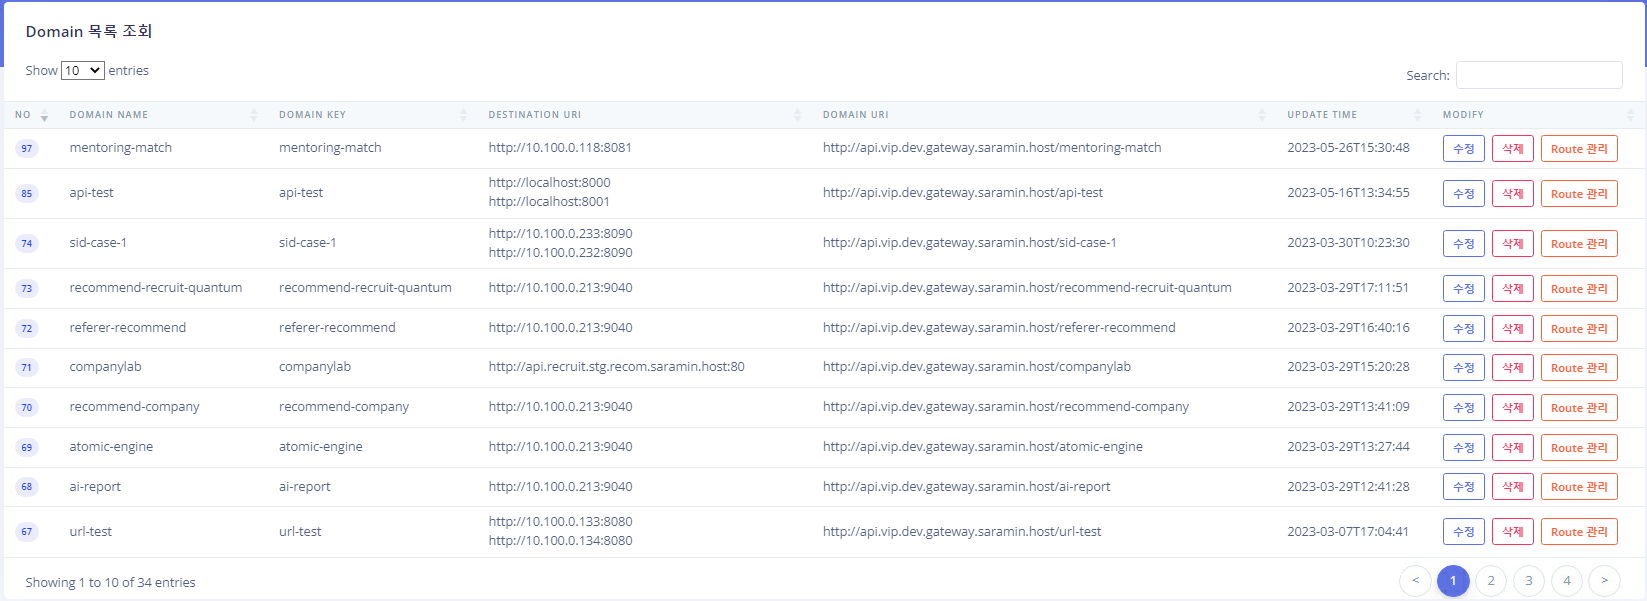 Domain 목록 조회
Show 10 entries
Search:
NO DOMAIN NAME DOMAIN KEY DESTINATION URI DOMAIN URI UPDATE TIME MODIFY
97 mentoring-match mentoring-match http://10.100.0.118:8081 http://api.vip.dev.gateway.saramin.host/mentoring-match 2023-05-26T15:30:48 수정 삭제 Route 관리
85 api-test api-test http://localhost:8000 http://api.vip.dev.gateway.saramin.host/api-test 2023-05-16T13:34:55 수정 삭제 Route 관리
http://localhost:8001
74 sid-case-1 sid-case-1 http://10.100.0.233:8090 http://api.vip.dev.gateway.saramin.host/sid-case-1 2023-03-30T10:23:30 수정 삭제 Route 관리
http://10.100.0.232:8090
73 recommend-recruit-quantum recommend-recruit-quantum http://10.100.0.213:9040 http://api.vip.dev.gateway.saramin.host/recommend-recruit-quantum 2023-03-29T17:11:51 수정 삭제 Route 관리
72 referer-recommend referer-recommend http://10.100.0.213:9040 http://api.vip.dev.gateway.saramin.host/referer-recommend 2023-03-29T16:40:16 수정 삭제 Route 관리
71 companylab companylab http://api.recruit.stg.recom.saramin.host:80 http://api.vip.dev.gateway.saramin.host/companylab 2023-03-29T15:20:28 수정 삭제 Route 관리
70 recommend-company recommend-company http://10.100.0.213:9040 http://api.vip.dev.gateway.saramin.host/recommend-company 2023-03-29T13:41:09 수정 삭제 Route 관리
69 atomic-engine atomic-engine http://10.100.0.213:9040 http://api.vip.dev.gateway.saramin.host/atomic-engine 2023-03-29T13:27:44 수정 삭제 Route 관리
68 ai-report ai-report http://10.100.0.213:9040 http://api.vip.dev.gateway.saramin.host/ai-report 2023-03-29T12:41:28 수정 삭제 Route 관리
67 url-test url-test http://10.100.0.133:8080 http://api.vip.dev.gateway.saramin.host/url-test 2023-03-07T17:04:41 수정 삭제 Route 관리
http://10.100.0.134:8080
Showing 1 to 10 of 34 entries
< 1 2 3 4 >